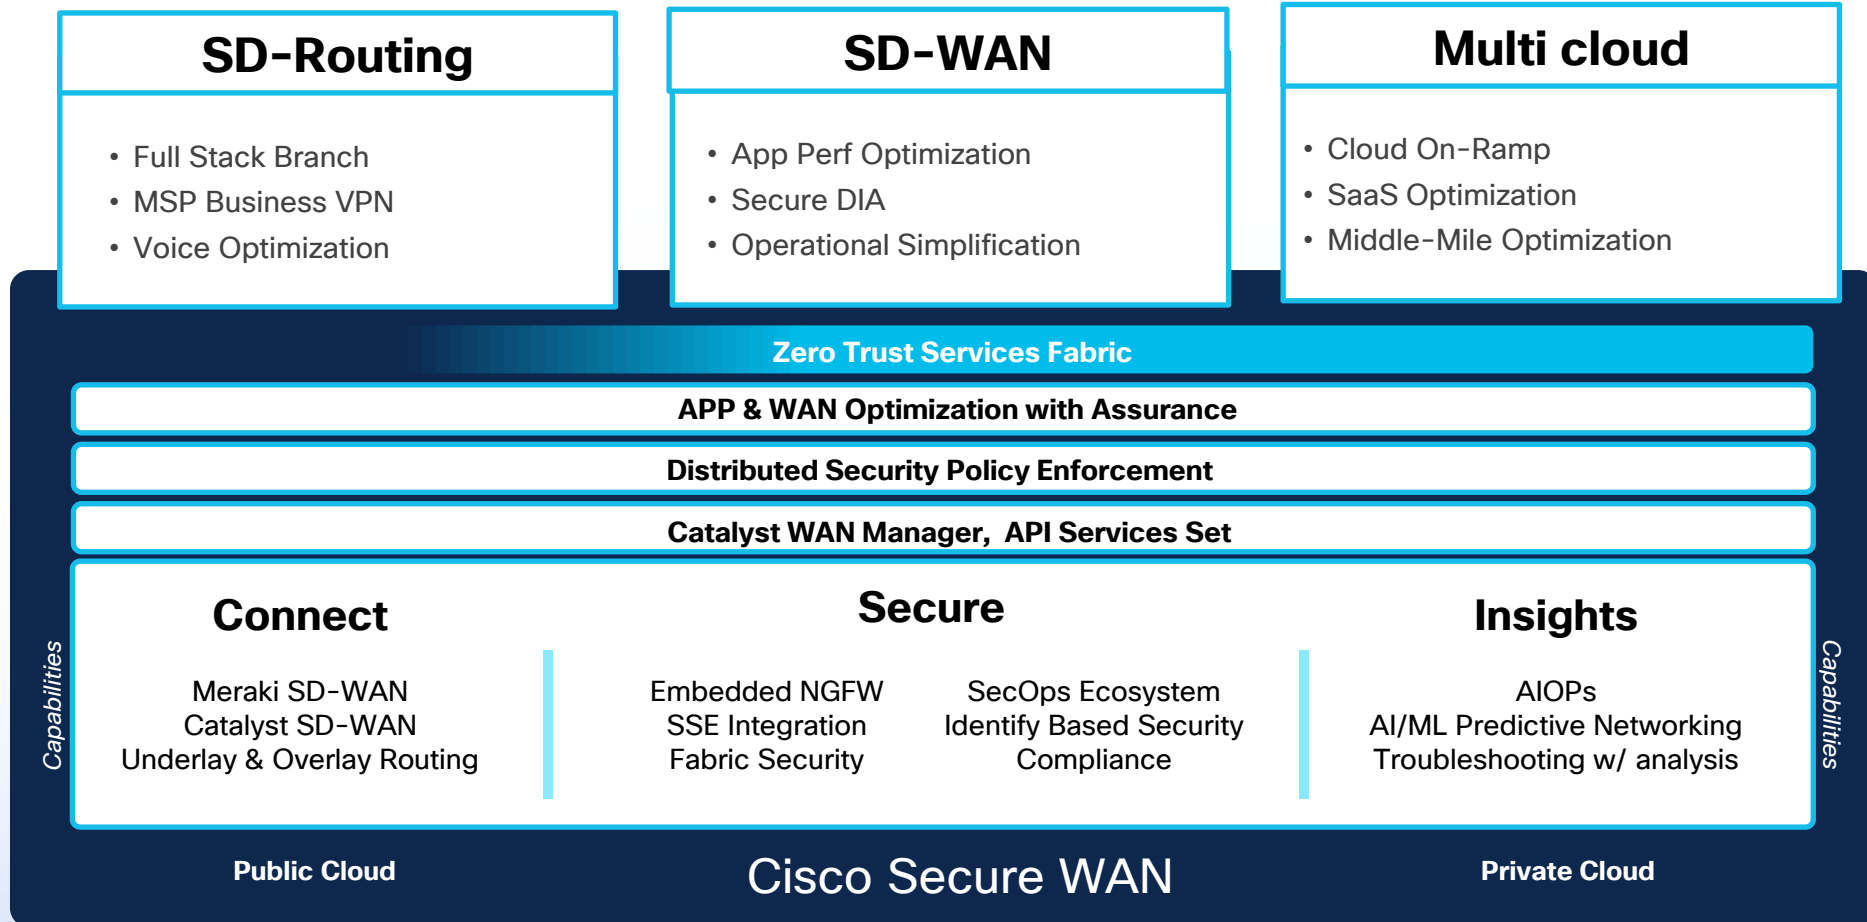 SD-Routing
• Full Stack Branch
• MSP Business VPN
• Voice Optimization
SD-WAN
• App Perf Optimization
• Secure DIA
• Operational Simplification
Multi cloud
• Cloud On-Ramp
• SaaS Optimization
• Middle-Mile Optimization
Zero Trust Services Fabric
APP & WAN Optimization with Assurance
Distributed Security Policy Enforcement
Catalyst WAN Manager, API Services Set
Capabilities
Connect
Meraki SD-WAN
Catalyst SD-WAN
Underlay & Overlay Routing
Secure
Embedded NGFW
SSE Integration
Fabric Security
SecOps Ecosystem
Identify Based Security
Compliance
Insights
AIOPs
AI/ML Predictive Networking
Troubleshooting w/ analysis
Capabilities
Public Cloud
Cisco Secure WAN
Private Cloud